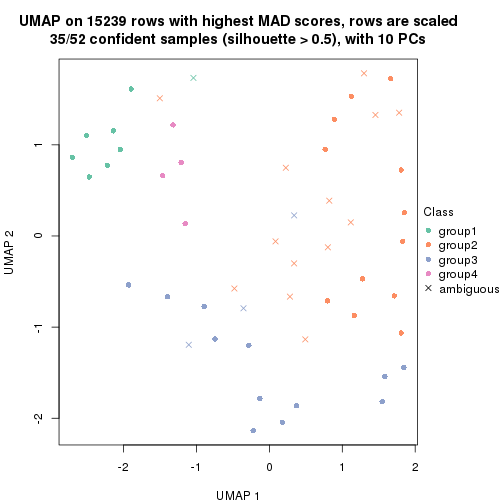 UMAP on 15239 rows with highest MAD scores, rows are scaled
35/52 confident samples (silhouette > 0.5), with 10 PCs
1
0
-1
-2
UMAP 2
-2
-1
0
1
2
UMAP 1
Class
group1
group2
group3
group4
ambiguous